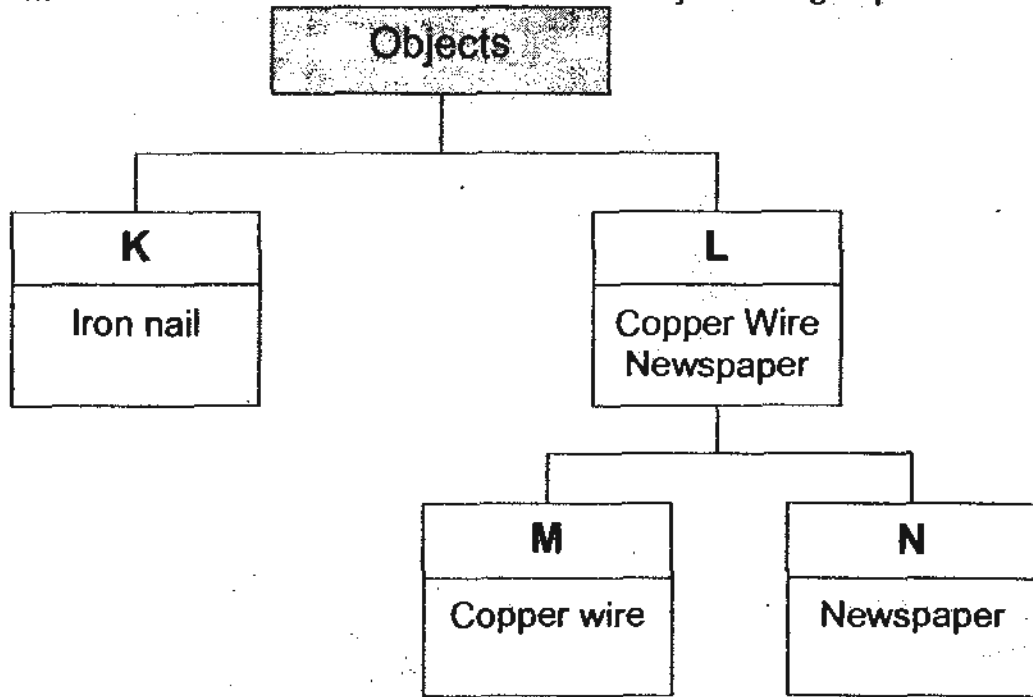 Objects
K
L
Iron nail
Copper Wire
Newspaper
M
N
Copper wire
Newspaper